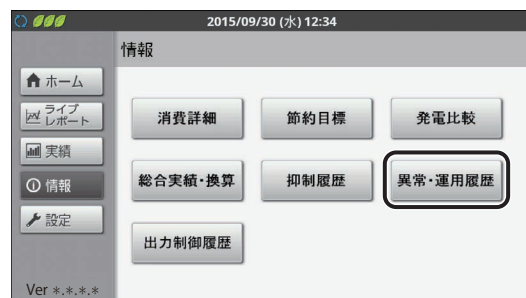 2015/09/30 (水) 12:34
情報
ホーム
ライブ
レポート
実績
情報
設定
Ver *.*.*.*
消費詳細
節約目標
発電比較
総合実績・換算
抑制履歴
異常・運用履歴
出力制御履歴